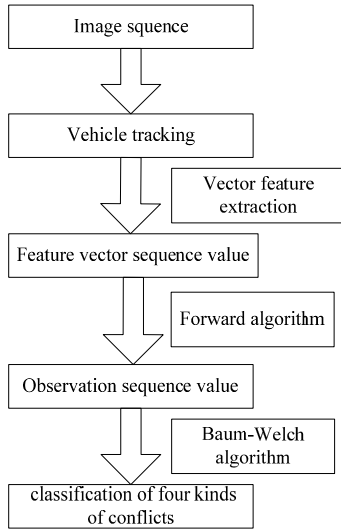 Image squence
Vehicle tracking
Vector feature
extraction
Feature vector sequence value
Forward algorithm
Observation sequence value
Baum-Welch
algorithm
classification of four kinds
of conflicts